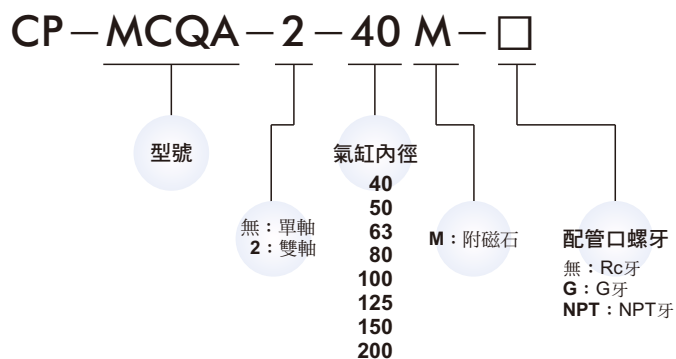 CP－MCQA－2－40 M－□
型號
無：單軸
2：雙軸
氣缸內徑
40
50
63
80
100
125
150
200
M：附磁石
配管口螺牙
無：Rc牙
G：G牙
NPT：NPT牙